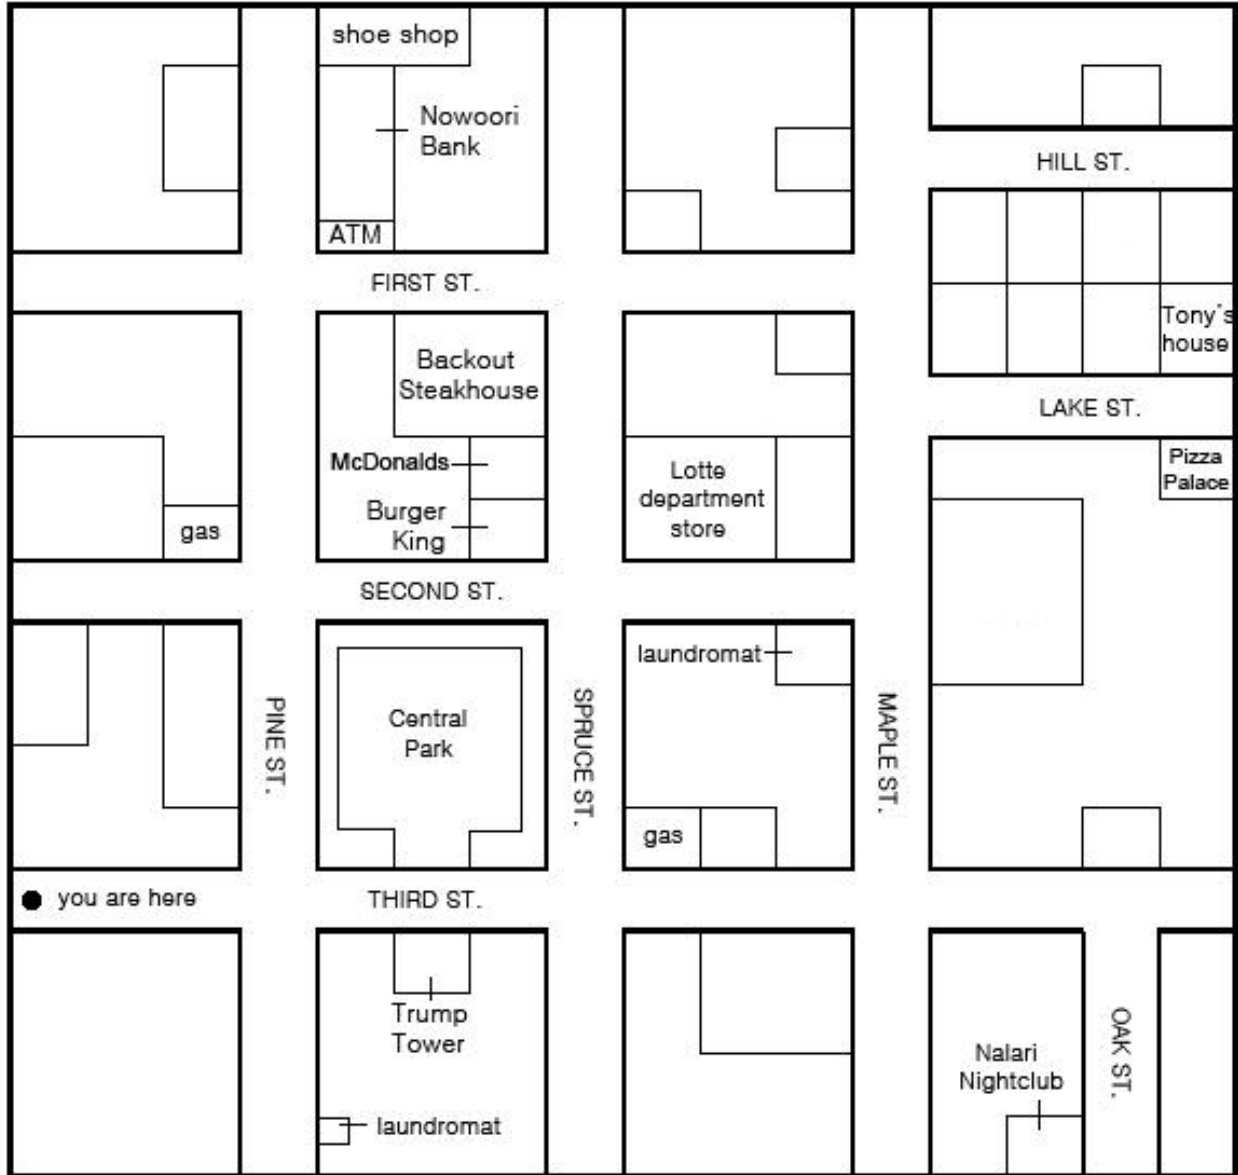 shoe shop
Nowoori
Bank
HILL ST.
ATM
FIRST ST.
Tony's
house
Backout
Steakhouse
LAKE ST.
McDonalds
Burger
King
Lotte
department
store
Pizza
Palace
gas
SECOND ST.
laundromat
PINE ST.
Central
Park
SPRUCE ST.
MAPLE ST.
gas
you are here
THIRD ST.
Trump
Tower
OAK ST.
Nalari
Nightclub
laundromat